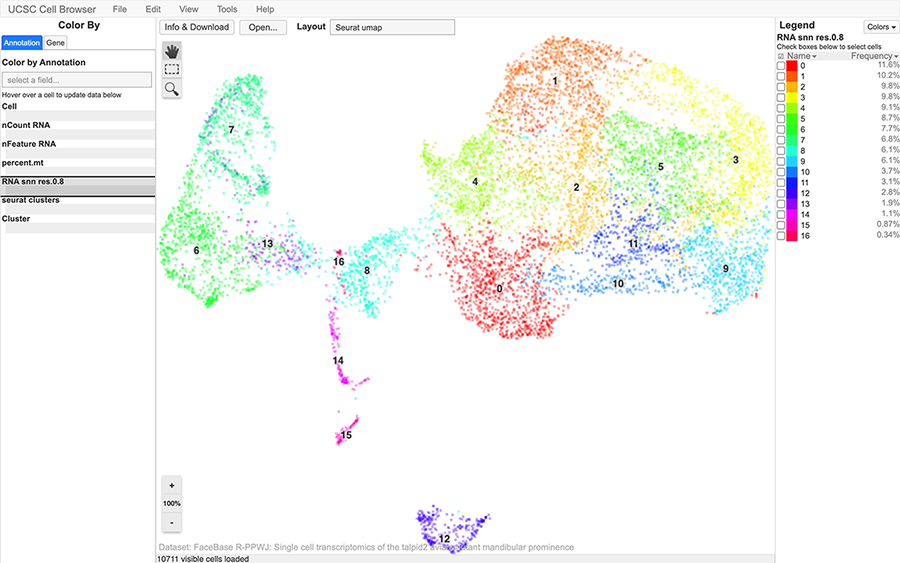 UCSC Cell Browser File Edit View Tools Help
Color By
Annotation Gene
Color by Annotation
select a field...
Hover over a cell to update data below
Cell
nCount RNA
nFeature RNA
percent.mt
RNA snn res.0.8
seurat clusters
Cluster
Info & Download Open... Layout Seurat umap
1
7
5
3
4
2
6
13
11
16
8
9
10
0
14
15
12
+
100%
-
Dataset: FaceBase R-PPWJ: Single cell transcriptomics of the talpid2 avian mutant mandibular prominence
10711 visible cells loaded
Legend Colors
RNA snn res.0.8
Check boxes below to select cells
Name Frequency
0 11.6%
1 10.2%
2 9.8%
3 9.8%
4 9.1%
5 8.7%
6 7.7%
7 6.8%
8 6.1%
9 6.1%
10 3.7%
11 3.1%
12 2.8%
13 1.9%
14 1.1%
15 0.87%
16 0.34%